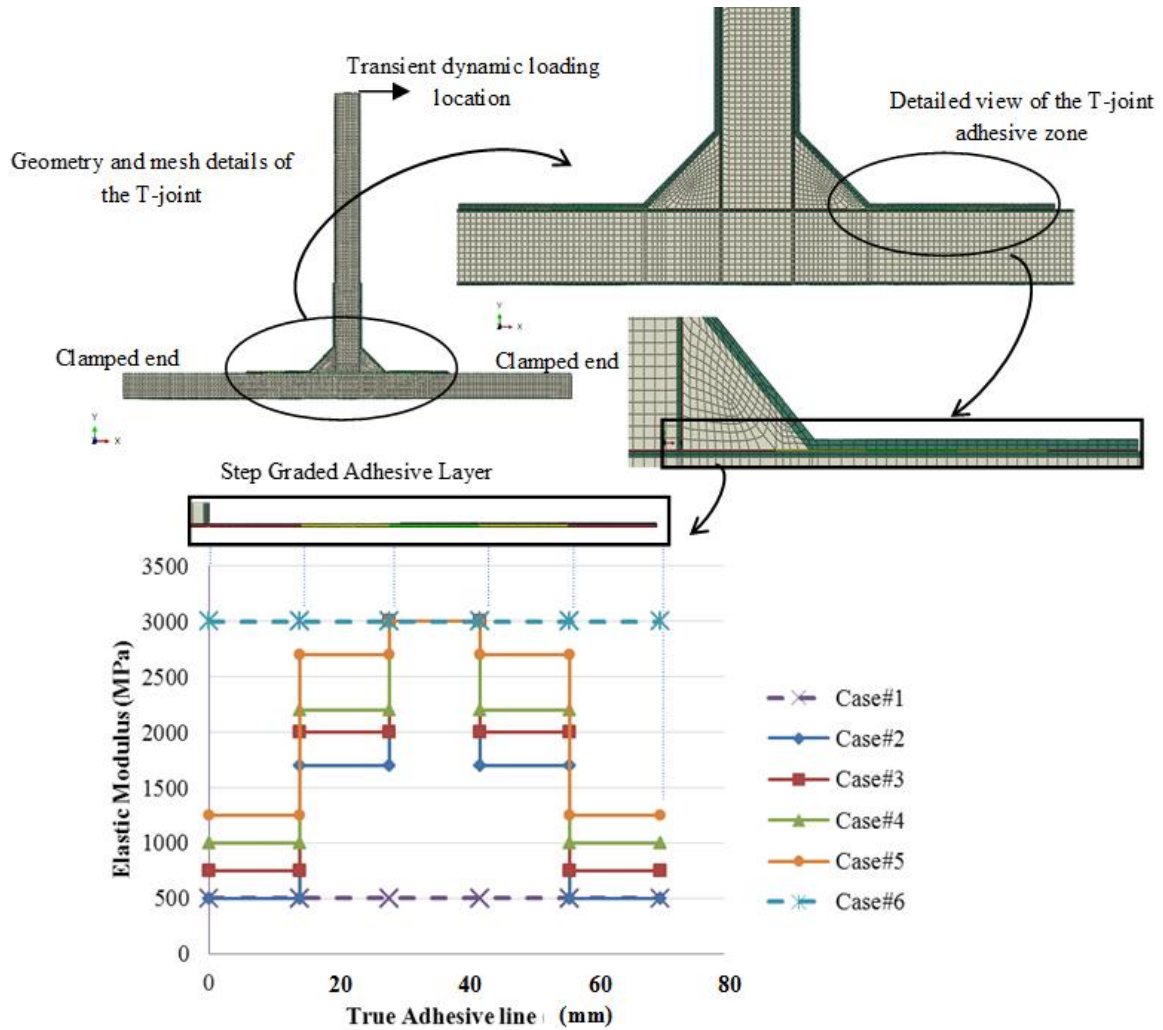 Transient dynamic loading
location
Detailed view of the T-joint
adhesive zone
Geometry and mesh details of
the T-joint
Clamped end
Clamped end
Y
X
Y
X
Step Graded Adhesive Layer
3500
3000
2500
2000
1500
1000
500
0
Elastic Modulus (MPa)
0
20
40
60
80
True Adhesive line (mm)
Case#1
Case#2
Case#3
Case#4
Case#5
Case#6